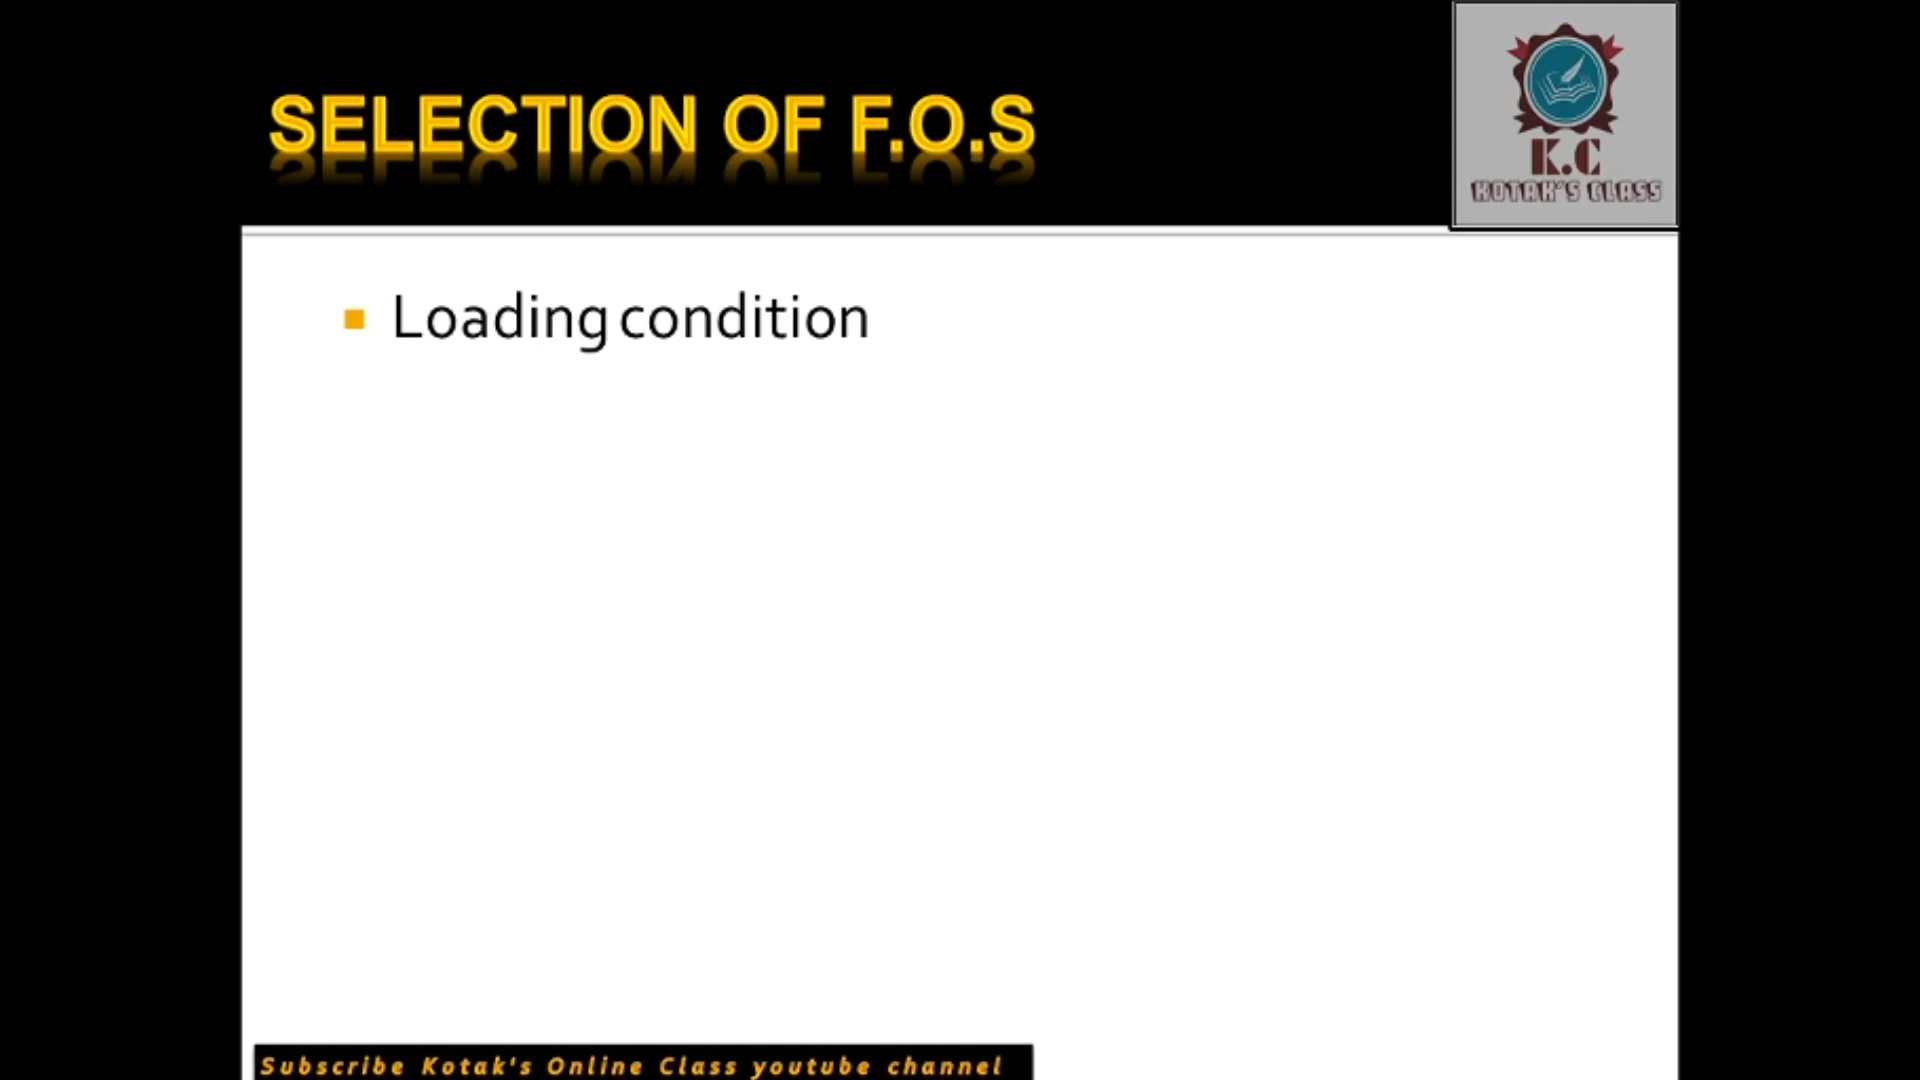 SELECTION OF F.O.S
K.C
KOTAK'S CLASS
Loading condition
Subscribe Kotak's Online Class youtube channel